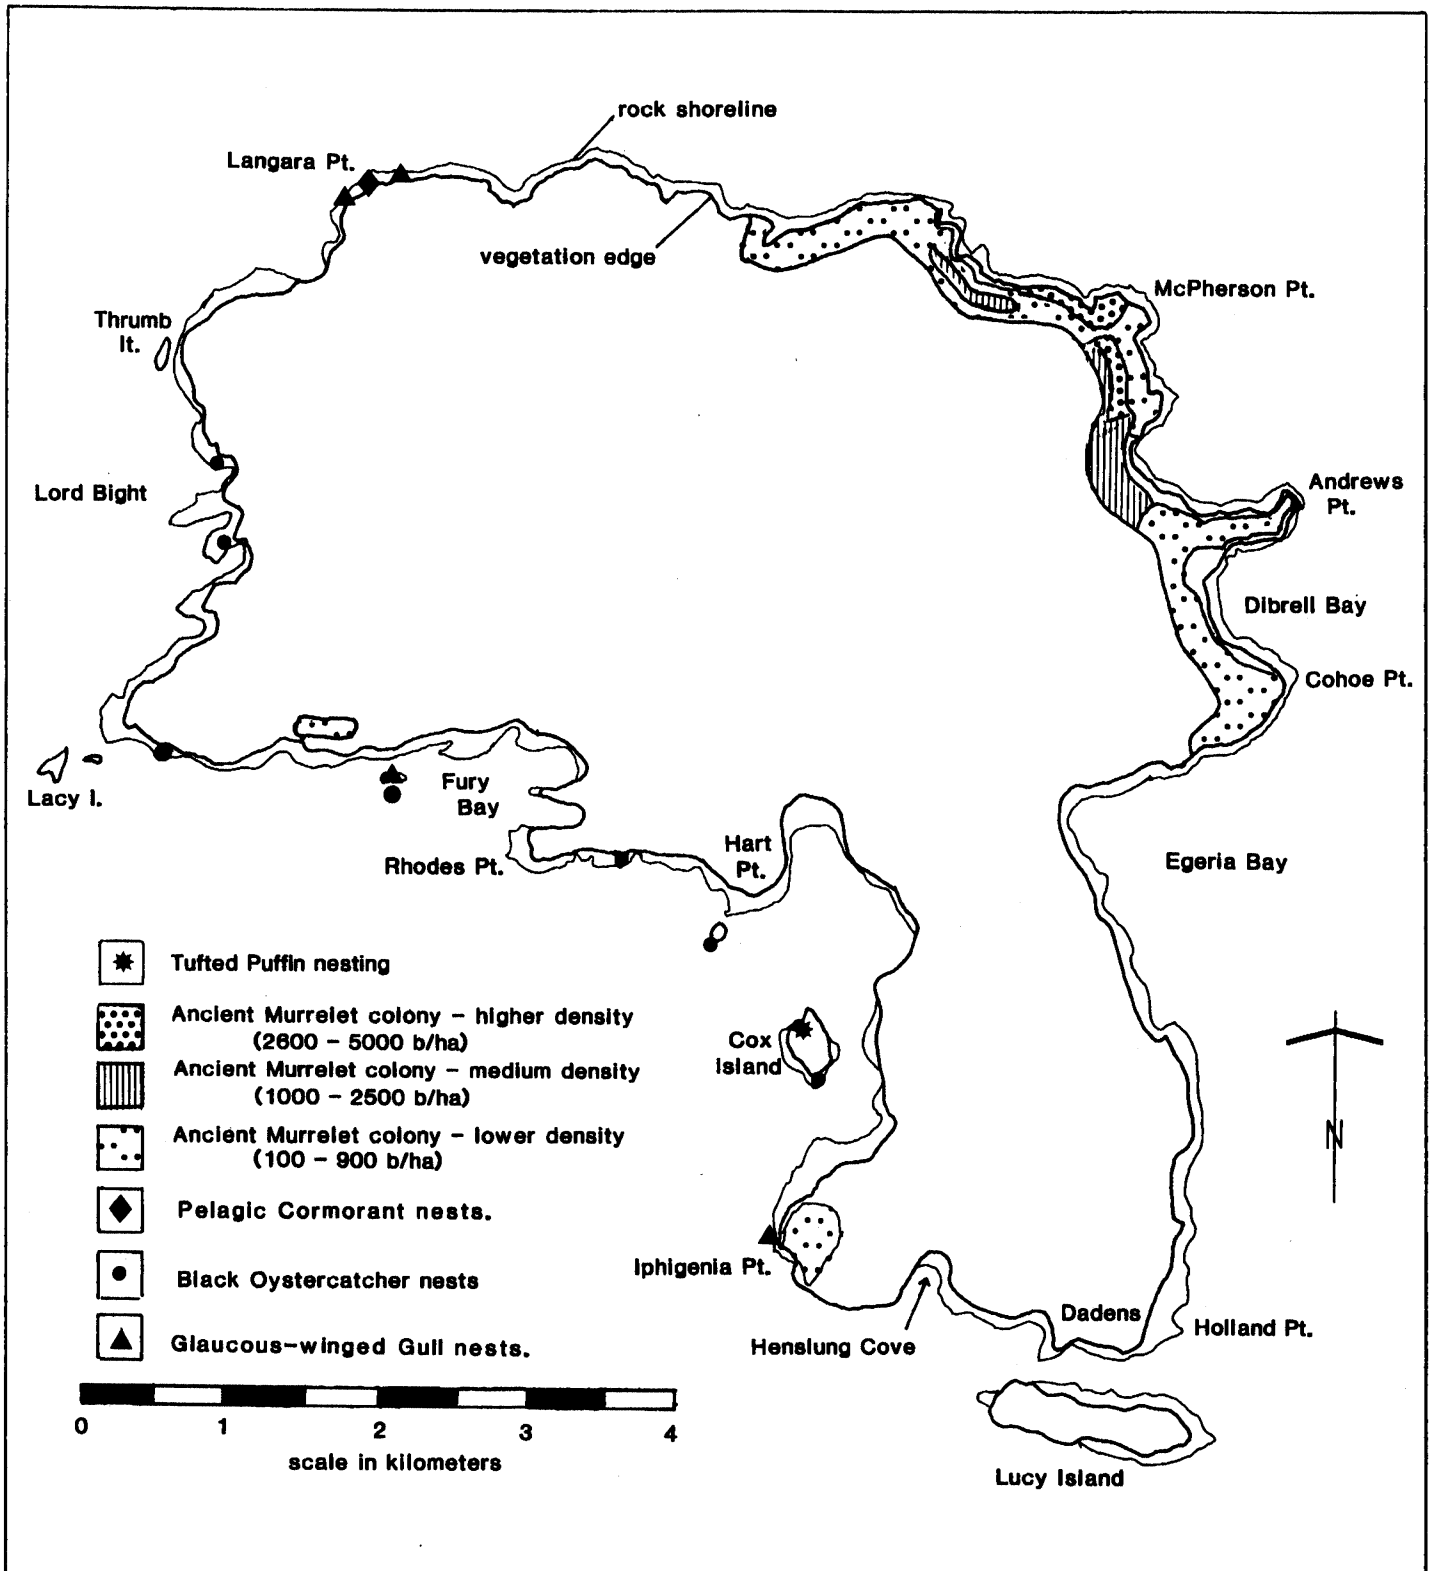 rock shoreline
Langara Pt.
vegetation edge
McPherson Pt.
Thrumb
It.
Lord Bight
Andrews
Pt.
Dibrell Bay
Cohoe Pt.
Lacy I.
Fury
Bay
Rhodes Pt.
Hart
Pt.
Egeria Bay
Tufted Puffin nesting
Ancient Murrelet colony - higher density
(2600 - 5000 b/ha)
Ancient Murrelet colony - medium density
(1000 - 2500 b/ha)
Ancient Murrelet colony - lower density
(100 - 900 b/ha)
Pelagic Cormorant nests.
Black Oystercatcher nests
Glaucous-winged Gull nests.
Cox
Island
N
Iphigenia Pt.
Henslung Cove
Dadens
Holland Pt.
0 1 2 3 4
scale in kilometers
Lucy Island